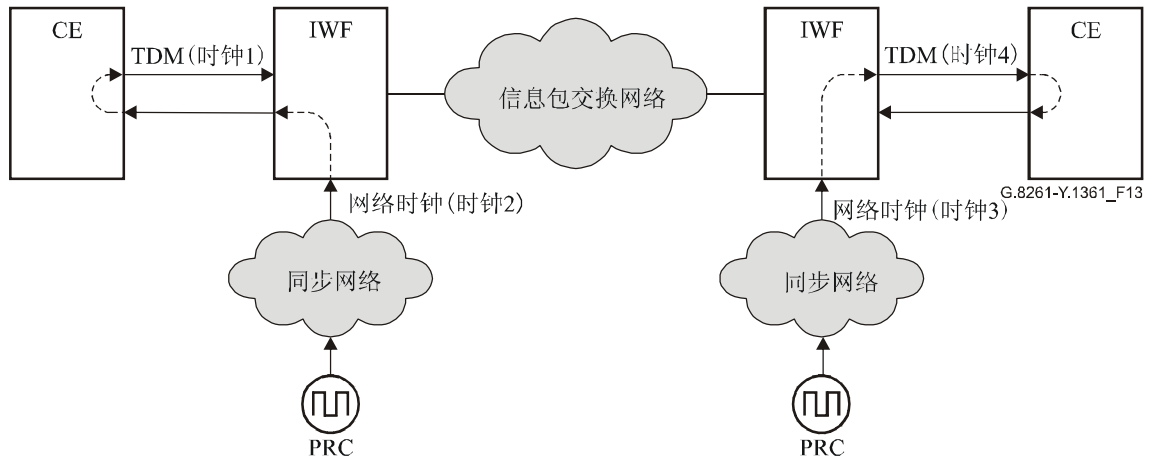 CE
IWF
IWF
CE
TDM(时钟1)
TDM(时钟4)
信息包交换网络
G.8261-Y.1361_F13
网络时钟(时钟2)
网络时钟(时钟3)
同步网络
同步网络
PRC
PRC